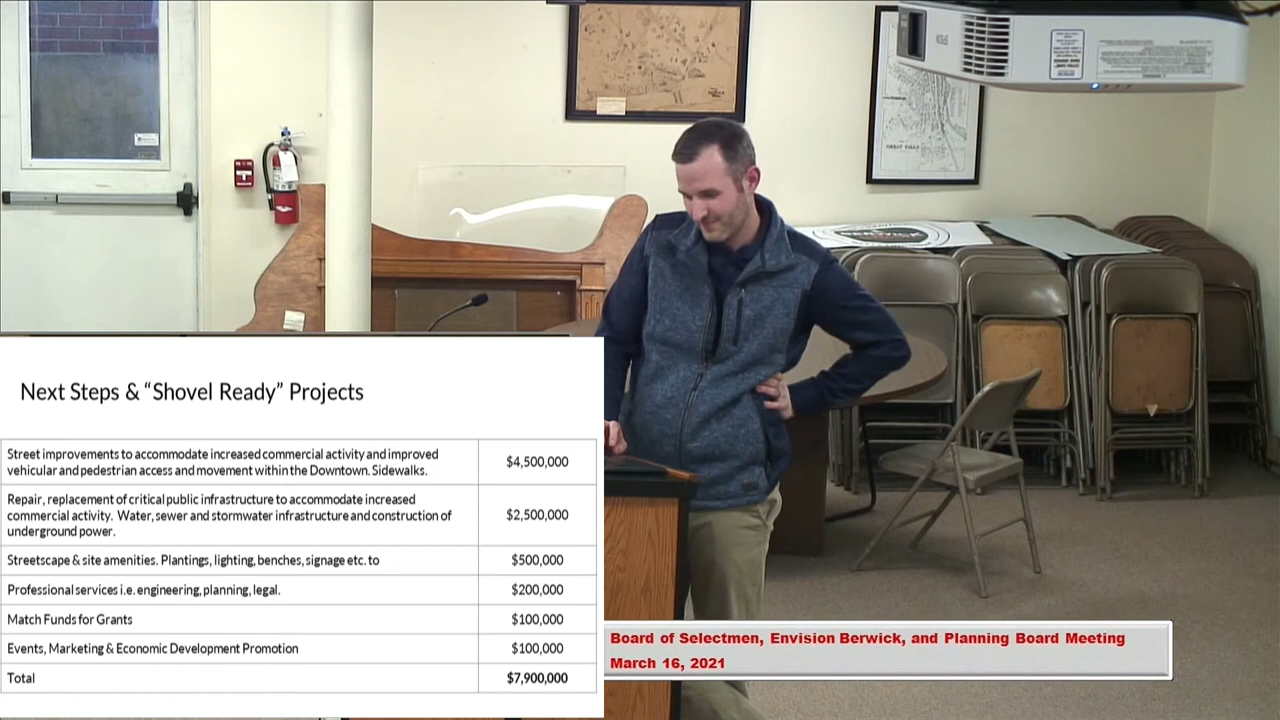 Next Steps & “Shovel Ready” Projects
Street improvements to accommodate increased commercial activity and improved
vehicular and pedestrian access and movement within the Downtown. Sidewalks.
$4,500,000
Repair, replacement of critical public infrastructure to accommodate increased
commercial activity. Water, sewer and stormwater infrastructure and construction of
underground power.
$2,500,000
Streetscape & site amenities. Plantings, lighting, benches, signage etc. to
$500,000
Professional services i.e. engineering, planning, legal.
$200,000
Match Funds for Grants
$100,000
Events, Marketing & Economic Development Promotion
$100,000
Total
$7,900,000
Board of Selectmen, Envision Berwick, and Planning Board Meeting
March 16, 2021